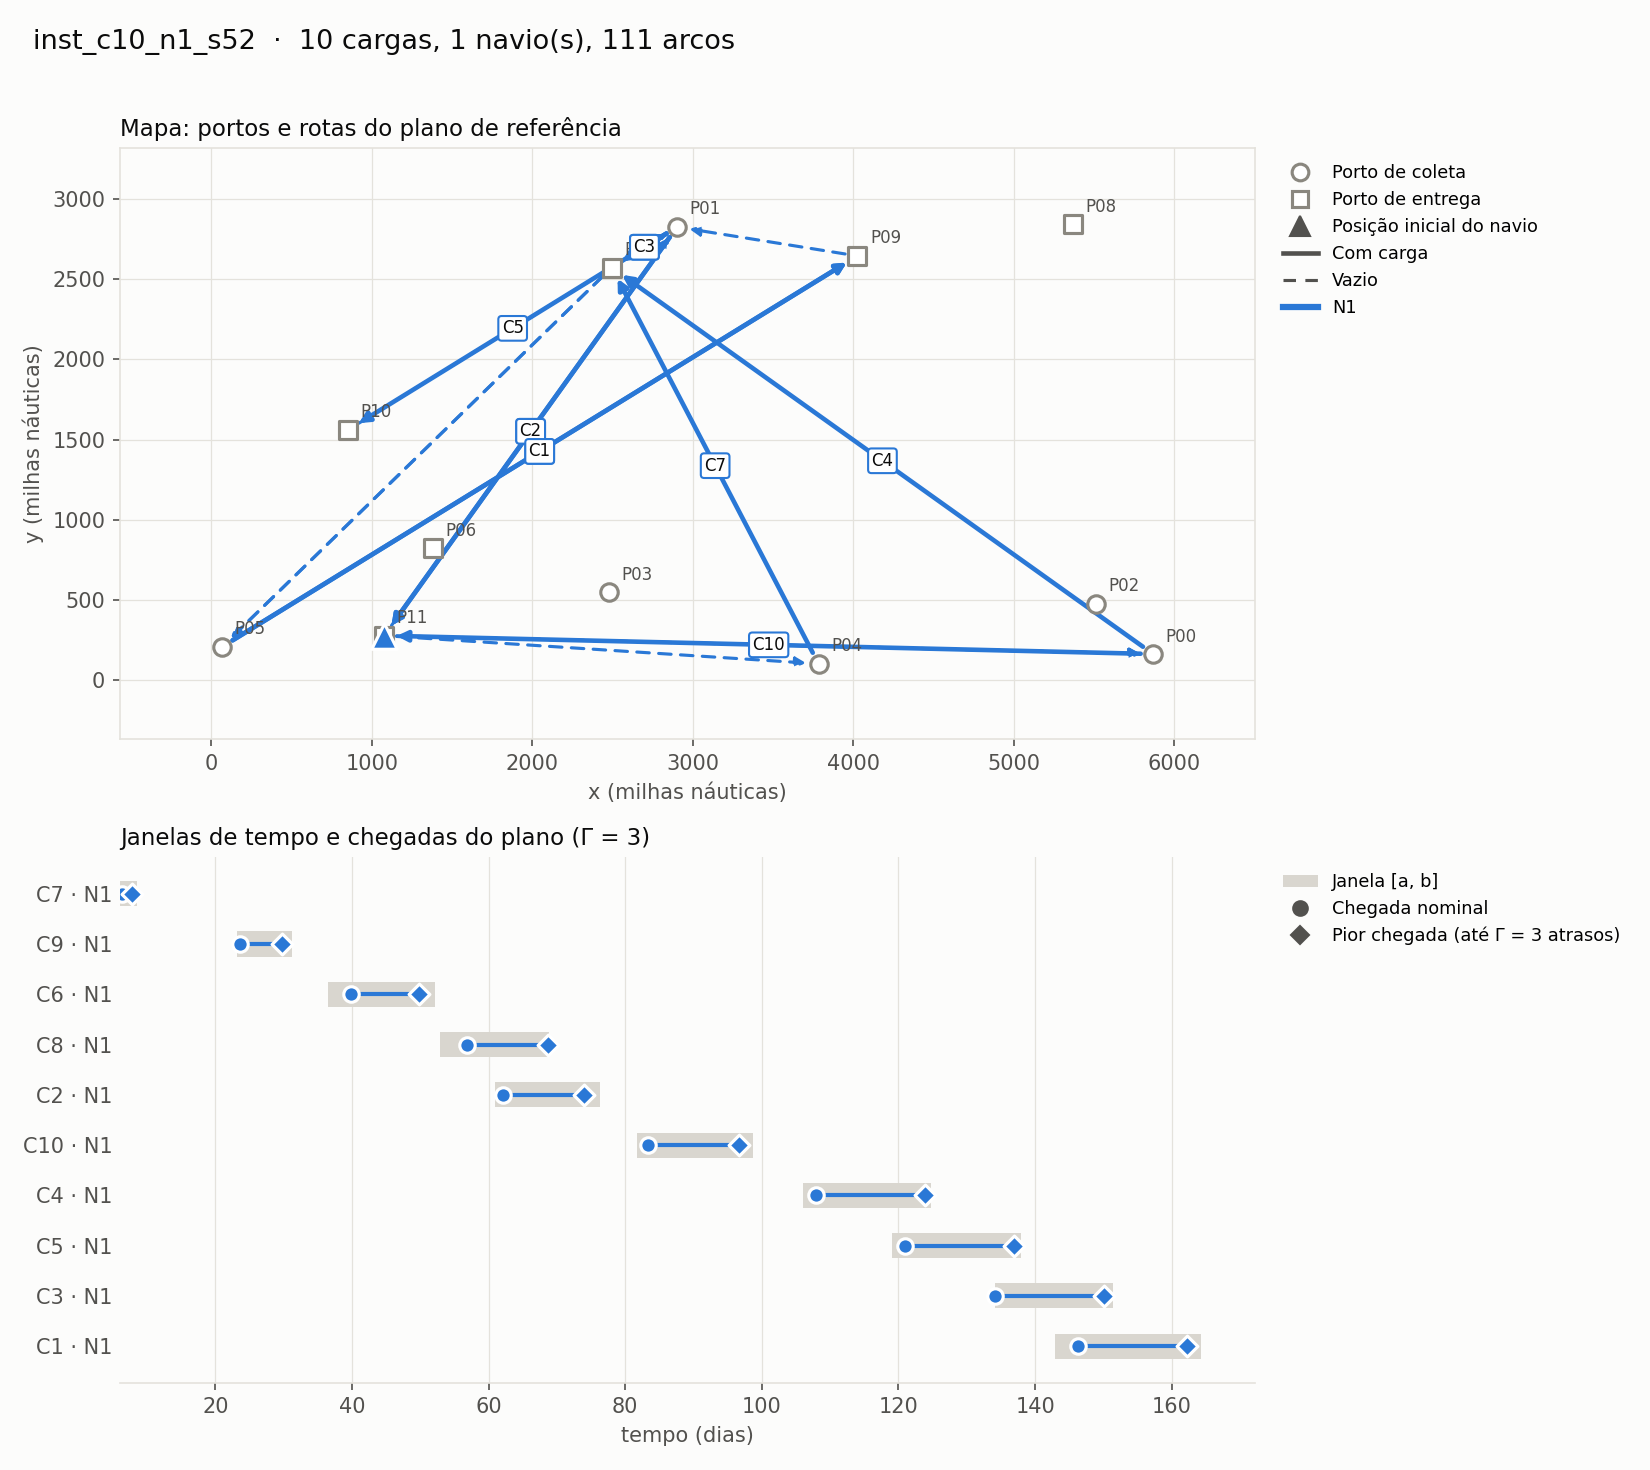 inst_c10_n1_s52 · 10 cargas, 1 navio(s), 111 arcos
Mapa: portos e rotas do plano de referência
y (milhas náuticas)
3000
2500
2000
1500
1000
500
0
0
1000
2000
3000
4000
5000
6000
x (milhas náuticas)
P01
P08
P09
C3
C5
P10
C2
C1
C7
C4
P06
P03
P02
P11
P05
C10
P04
P00
Porto de coleta
Porto de entrega
Posição inicial do navio
Com carga
Vazio
N1
Janelas de tempo e chegadas do plano (Γ = 3)
C7 · N1
C9 · N1
C6 · N1
C8 · N1
C2 · N1
C10 · N1
C4 · N1
C5 · N1
C3 · N1
C1 · N1
20
40
60
80
100
120
140
160
tempo (dias)
Janela [a, b]
Chegada nominal
Pior chegada (até Γ = 3 atrasos)